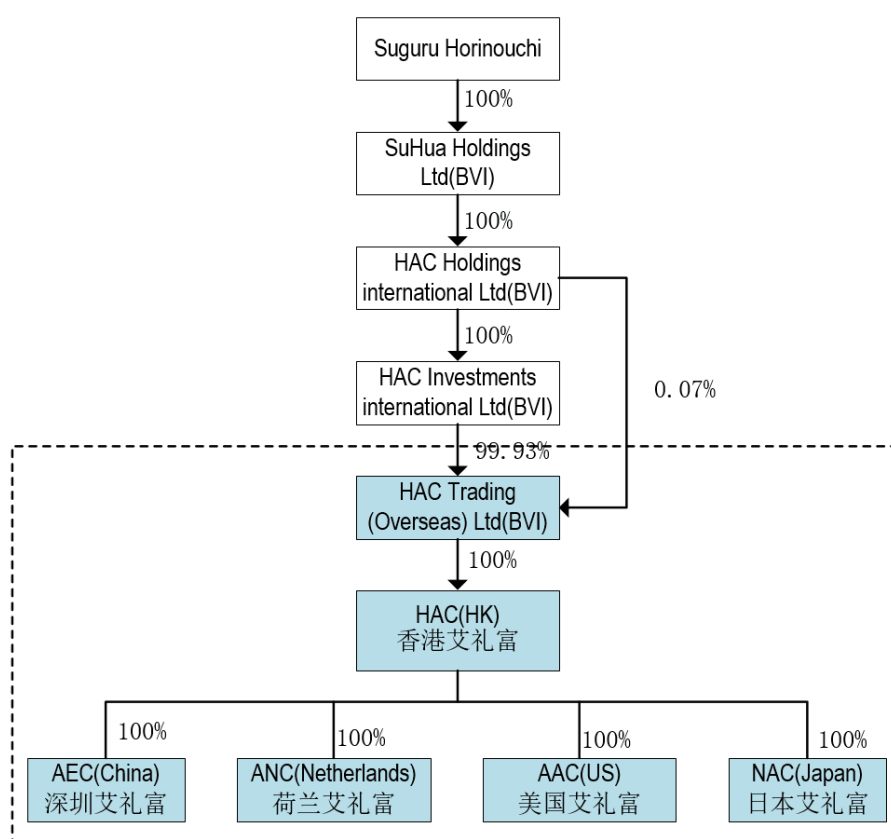 Suguru Horinouchi
100%
SuHua Holdings
Ltd(BVI)
100%
HAC Holdings
international Ltd(BVI)
100%
HAC Investments
international Ltd(BVI)
0.07%
99.93%
HAC Trading
(Overseas) Ltd(BVI)
100%
HAC(HK)
香港艾礼富
100%
100%
100%
100%
AEC(China)
深圳艾礼富
ANC(Netherlands)
荷兰艾礼富
AAC(US)
美国艾礼富
NAC(Japan)
日本艾礼富